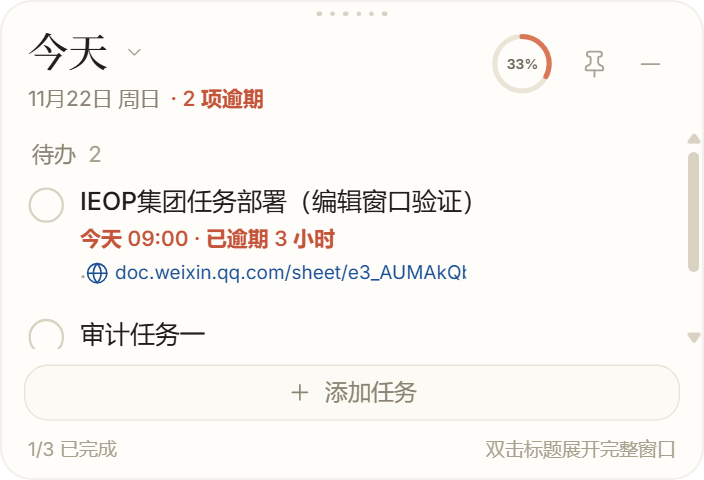 今天
33%
11月22日 周日 · 2 项逾期
待办 2
IEOP集团任务部署（编辑窗口验证）
今天 09:00 · 已逾期 3 小时
doc.weixin.qq.com/sheet/e3_AUMAkQ
审计任务一
+ 添加任务
1/3 已完成
双击标题展开完整窗口